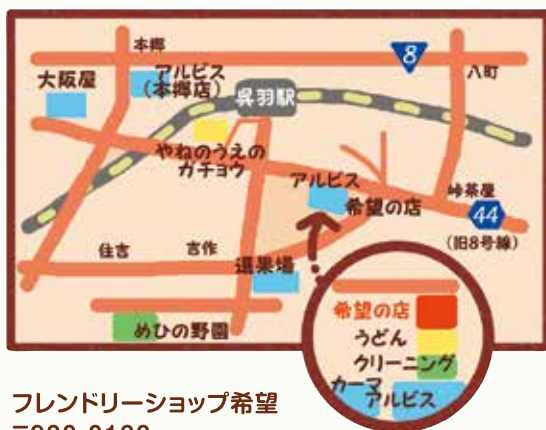 本郷
8
八町
大阪屋
アルビス
(本郷店)
呉羽駅
やねのうえの
ガチョウ
アルビス
希望の店
峠茶屋
44
(旧8号線)
住吉
吉作
選果場
めひの野園
希望の店
うどん
クリーニング
カーマ
アルビス
フレンドリーショップ希望